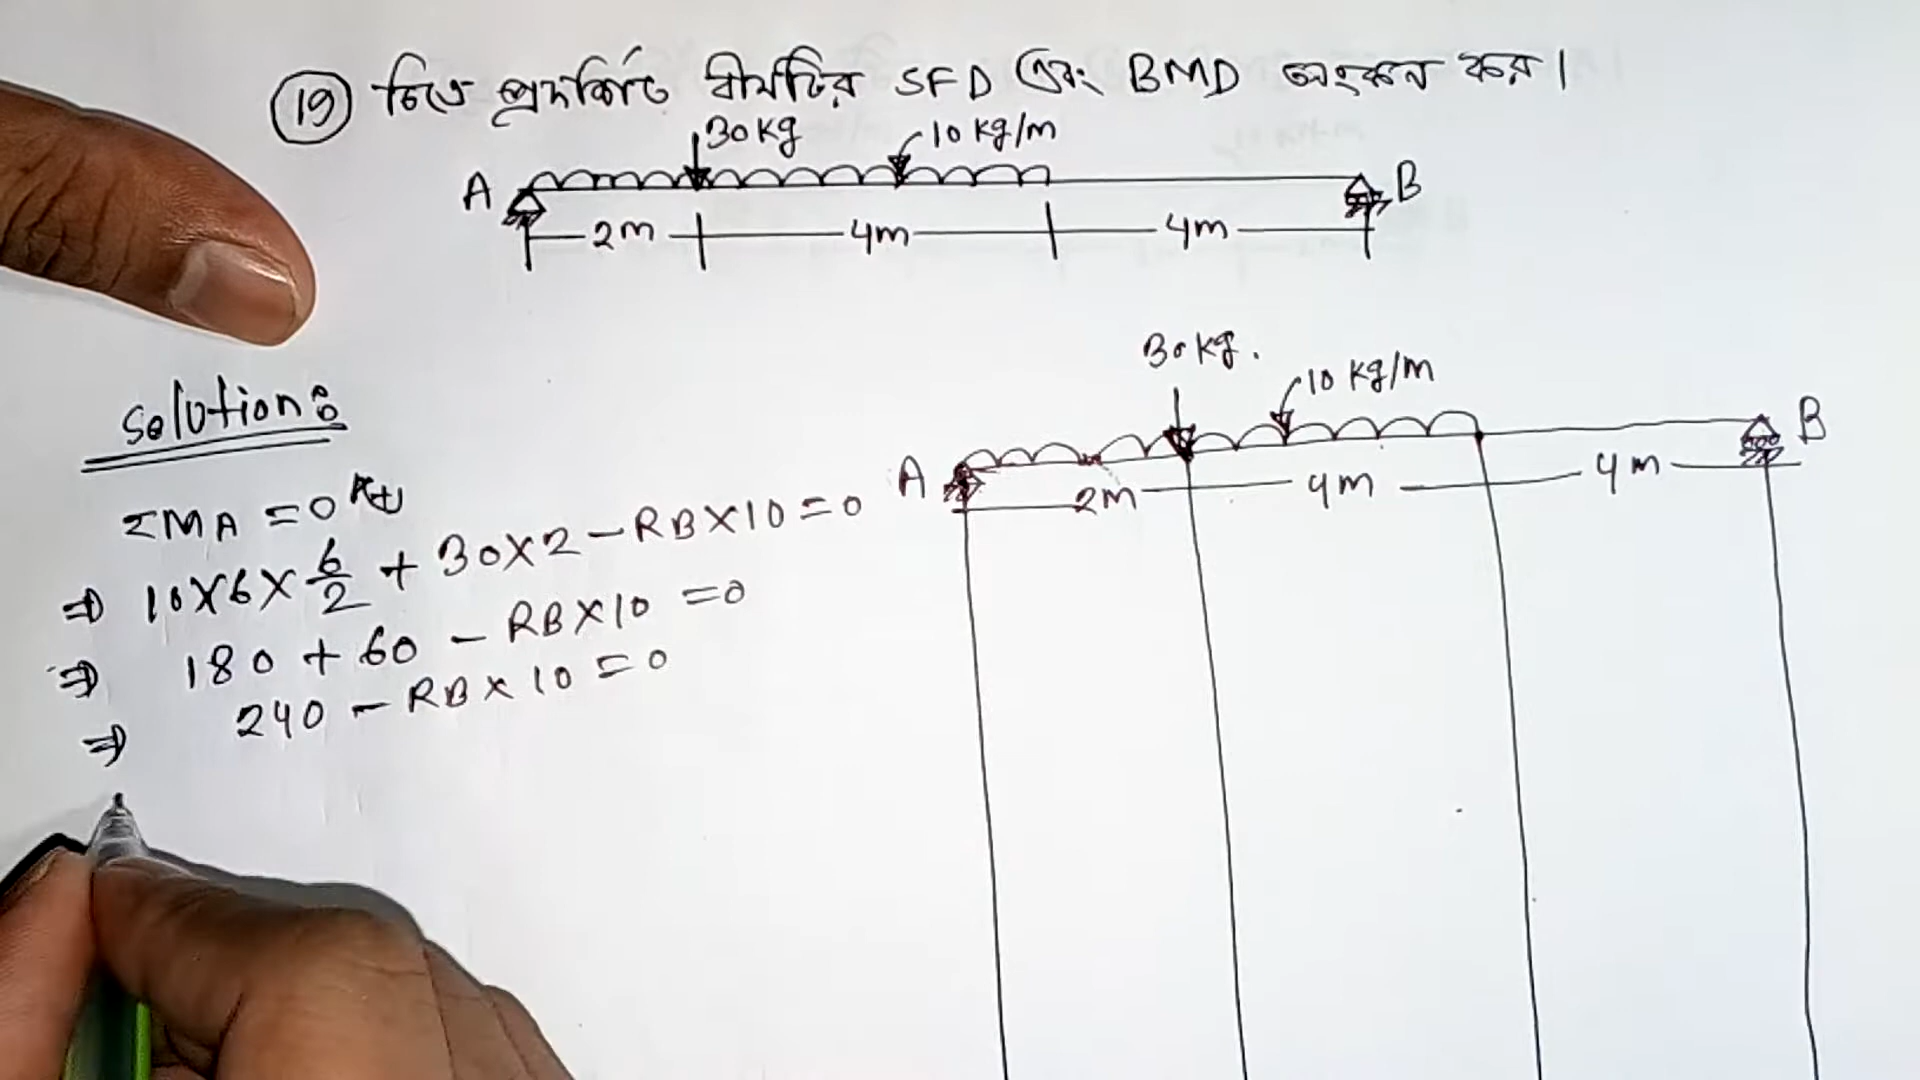 19 চিত্রে প্রদর্শিত বীমটির SFD এবং BMD অংকন কর।
30 kg 10 kg/m
A B
2m 4m 4m
Solution:
30 kg. 10 kg/m
A B
2m 4m 4m
ΣMA = 0
⇒ 10×6×6/2 + 30×2 − RB×10 = 0
⇒ 180 + 60 − RB×10 = 0
⇒ 240 − RB×10 = 0